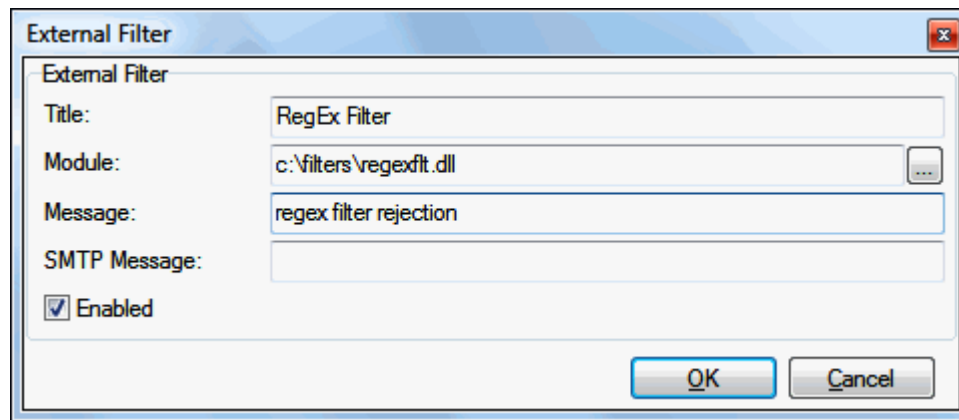 External Filter
External Filter
Title: RegEx Filter
Module: c:\filters\regexflt.dll ...
Message: regex filter rejection
SMTP Message:
Enabled
OK Cancel